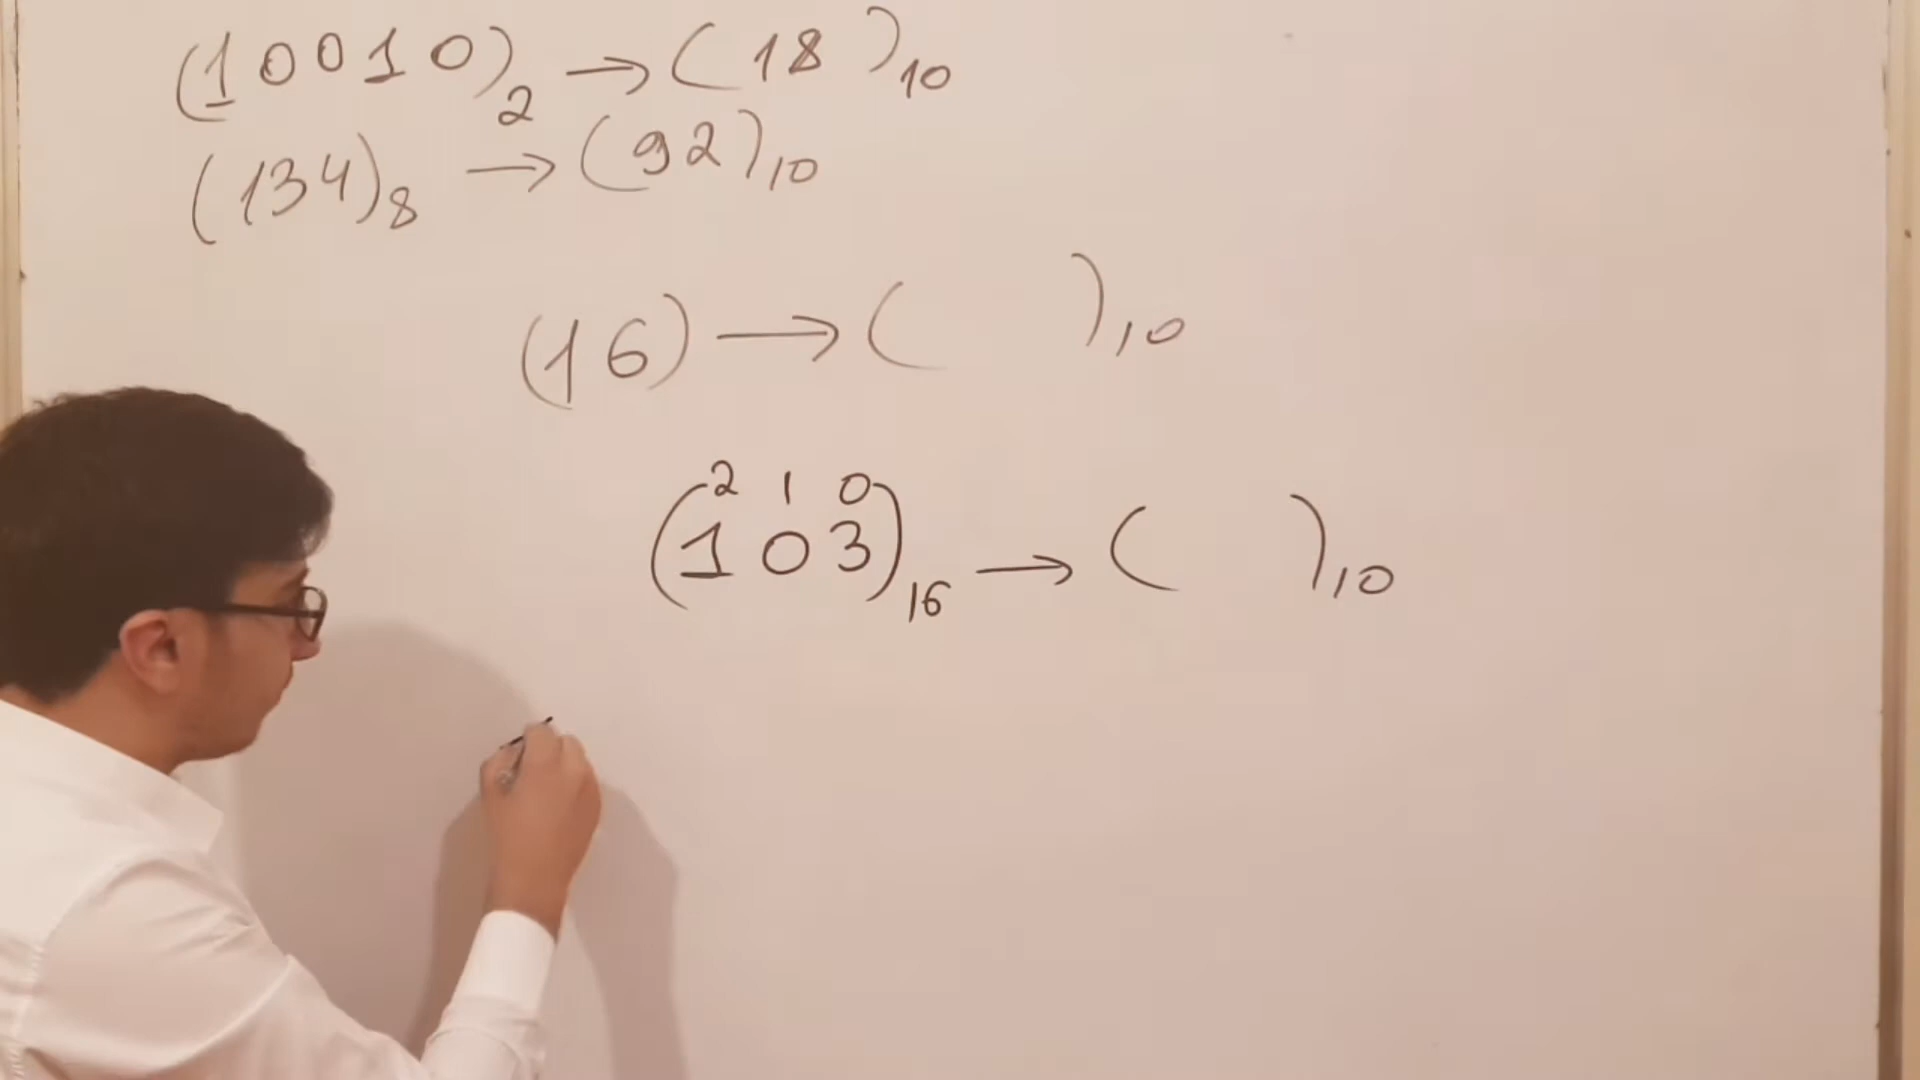 (10010)2 → (18)10
(134)8 → (92)10
(16) → ( )10
2 1 0
(103)16 → ( )10